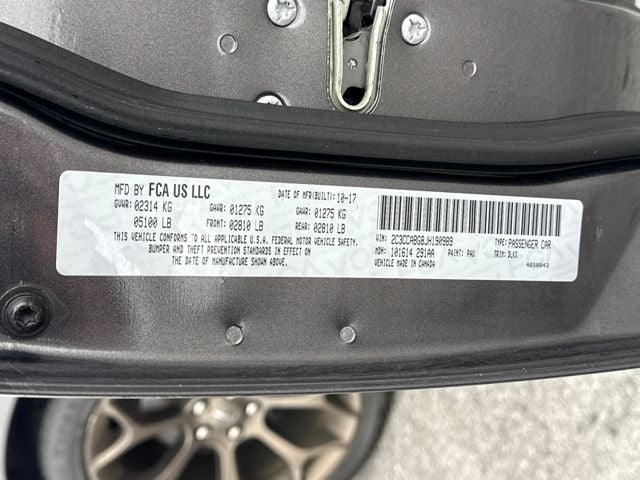 MFD BY FCA US LLC DATE OF MFR(BUILT): 10-17
GVWR: 02314 KG GAWR: 01275 KG GAWR: 01275 KG
05100 LB FRONT: 02810 LB REAR: 02810 LB
THIS VEHICLE CONFORMS TO ALL APPLICABLE U.S.A. FEDERAL MOTOR VEHICLE SAFETY,
BUMPER AND THEFT PREVENTION STANDARDS IN EFFECT ON
THE DATE OF MANUFACTURE SHOWN ABOVE.
VIN: 2C3CCABG8JH190989 TYPE: PASSENGER CAR
MDH: 101614 291AA PAINT: PAU TRIM: DLXX
VEHICLE MADE IN CANADA 4658043